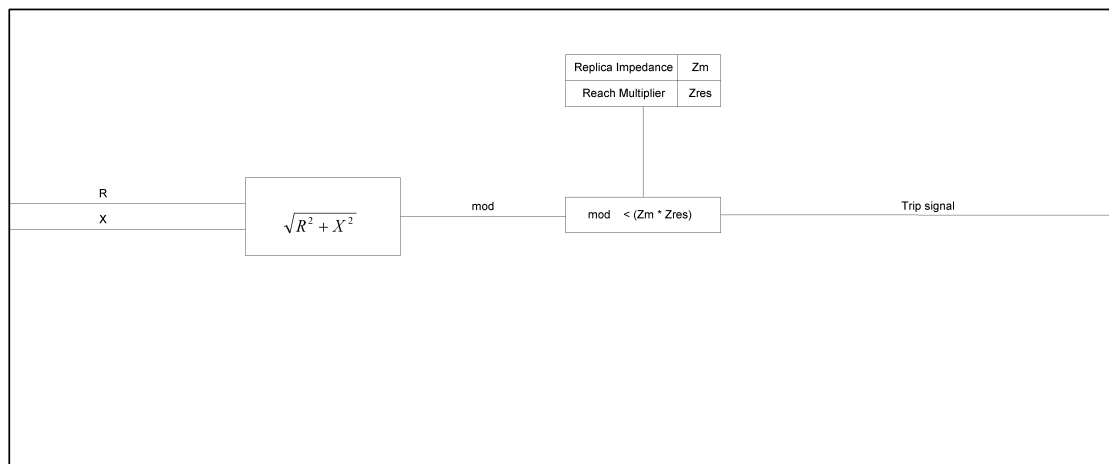 Replica Impedance Zm
Reach Multiplier Zres
R
X
√R² + X²
mod
mod < (Zm * Zres)
Trip signal